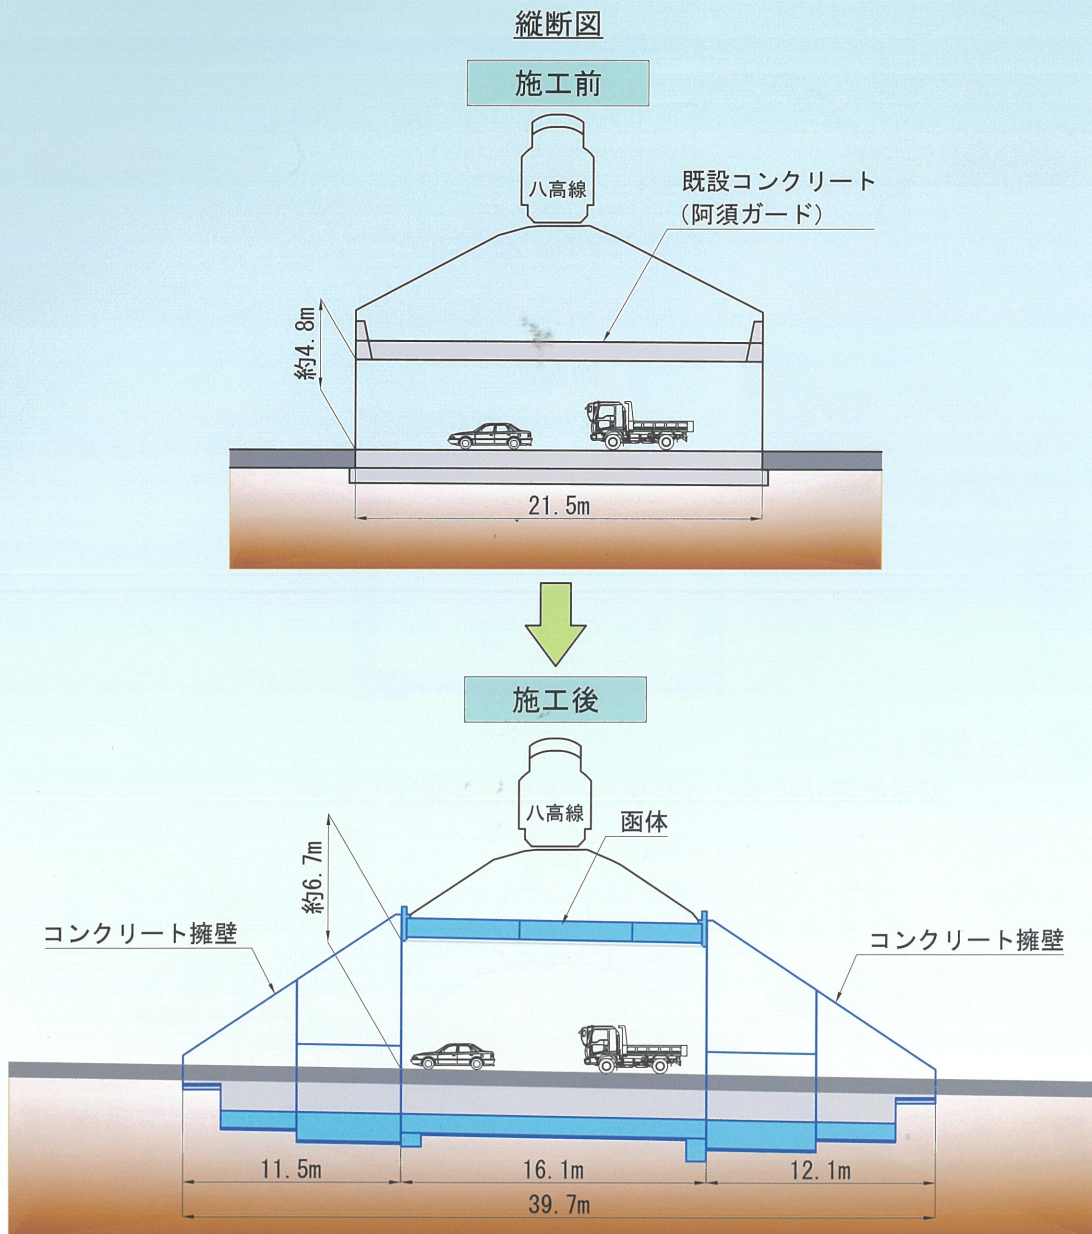 縦断図
施工前
八高線
既設コンクリート
(阿須ガード)
約4.8m
21.5m
施工後
八高線
函体
約6.7m
コンクリート擁壁
コンクリート擁壁
11.5m
16.1m
12.1m
39.7m